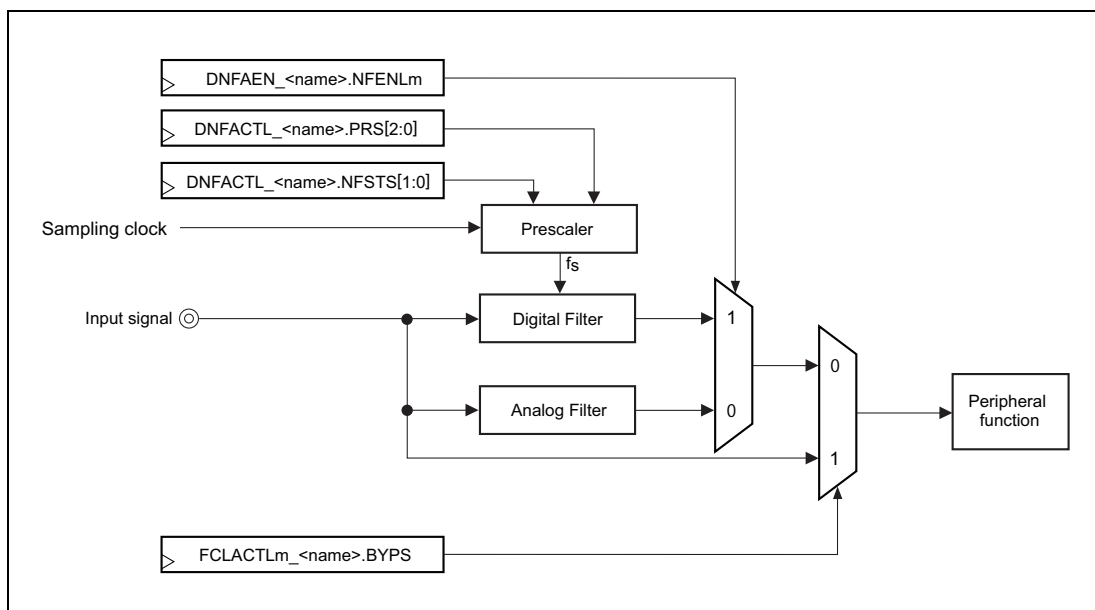 DNFAEN_<name>.NFENLm
DNFACTL_<name>.PRS[2:0]
DNFACTL_<name>.NFSTS[1:0]
Sampling clock
Prescaler
fs
Input signal
Digital Filter
1
0
Analog Filter
0
1
Peripheral
function
FCLACTLm_<name>.BYPS